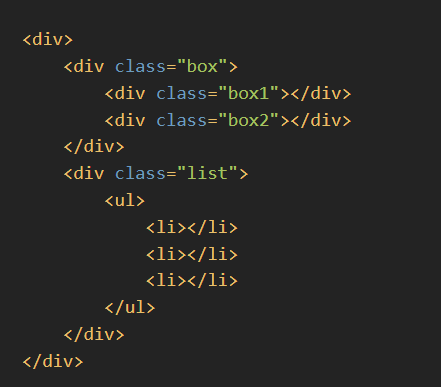 <div>
    <div class="box">
        <div class="box1"></div>
        <div class="box2"></div>
    </div>
    <div class="list">
        <ul>
            <li></li>
            <li></li>
            <li></li>
        </ul>
    </div>
</div>